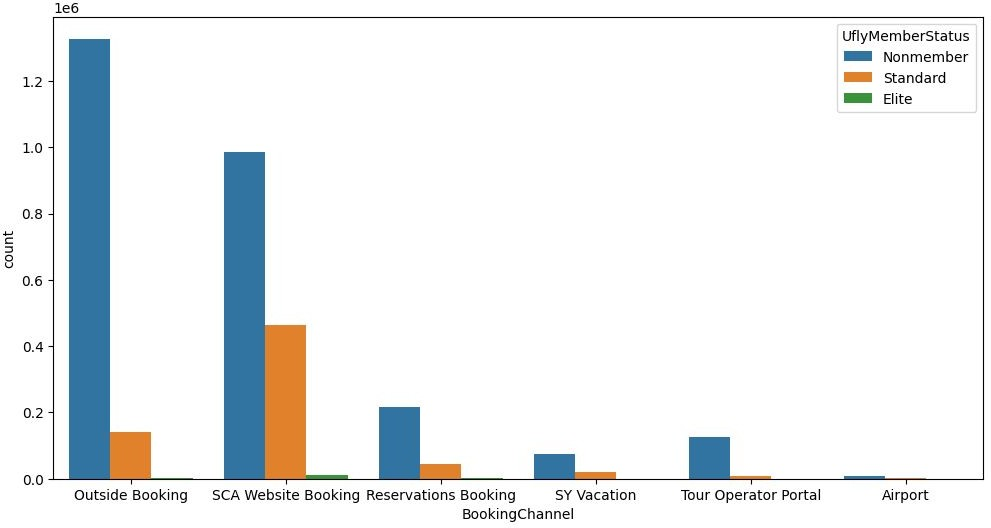 1e6
UflyMemberStatus
Nonmember
Standard
Elite
1.2
1.0
0.8
0.6
0.4
0.2
0.0
count
Outside Booking SCA Website Booking Reservations Booking SY Vacation Tour Operator Portal Airport
BookingChannel